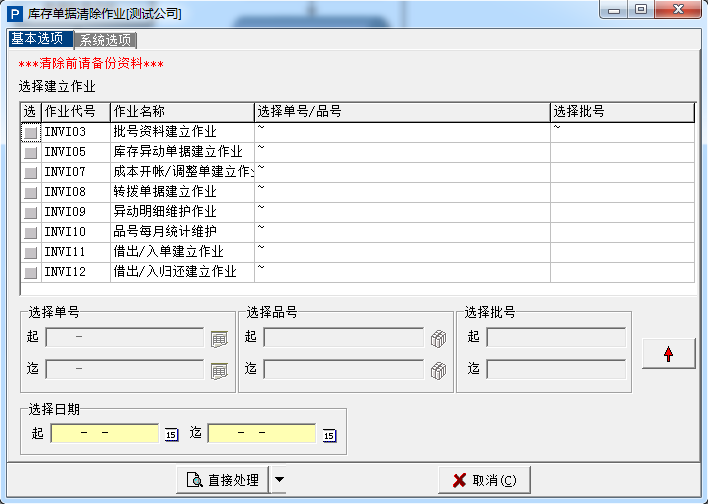 P 库存单据清除作业[测试公司]
基本选项 系统选项
***清除前请备份资料***
选择建立作业
选 作业代号 作业名称 选择单号/品号 选择批号
INVI03 批号资料建立作业 ~ ~
INVI05 库存异动单据建立作业 ~
INVI07 成本开帐/调整单建立作 ~
INVI08 转拨单据建立作业 ~
INVI09 异动明细维护作业 ~
INVI10 品号每月统计维护 ~
INVI11 借出/入单建立作业 ~
INVI12 借出/入归还建立作业 ~
选择单号 选择品号 选择批号
起 - 起 起
迄 - 迄 迄
选择日期
起 - - 15 迄 - - 15
直接处理 取消(C)